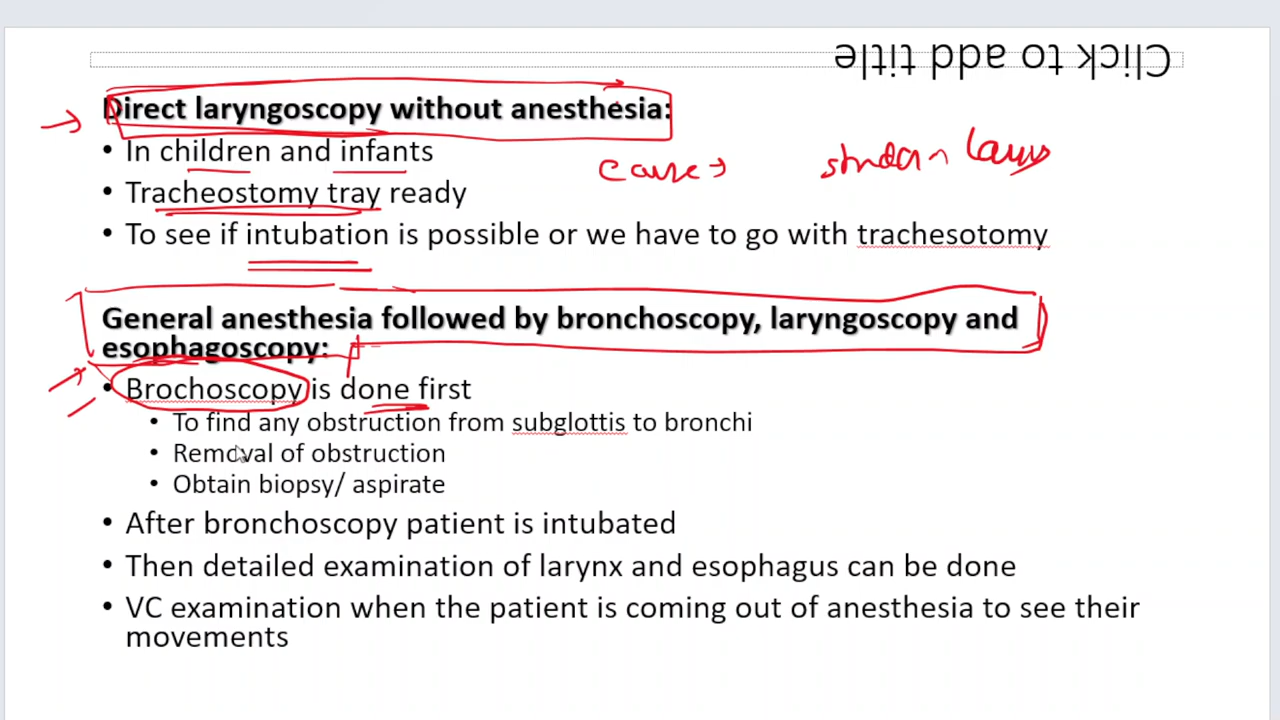 Click to add title
Direct laryngoscopy without anesthesia:
• In children and infants
• Tracheostomy tray ready
• To see if intubation is possible or we have to go with trachesotomy
General anesthesia followed by bronchoscopy, laryngoscopy and
esophagoscopy:
• Brochoscopy is done first
• To find any obstruction from subglottis to bronchi
• Removal of obstruction
• Obtain biopsy/ aspirate
• After bronchoscopy patient is intubated
• Then detailed examination of larynx and esophagus can be done
• VC examination when the patient is coming out of anesthesia to see their
movements